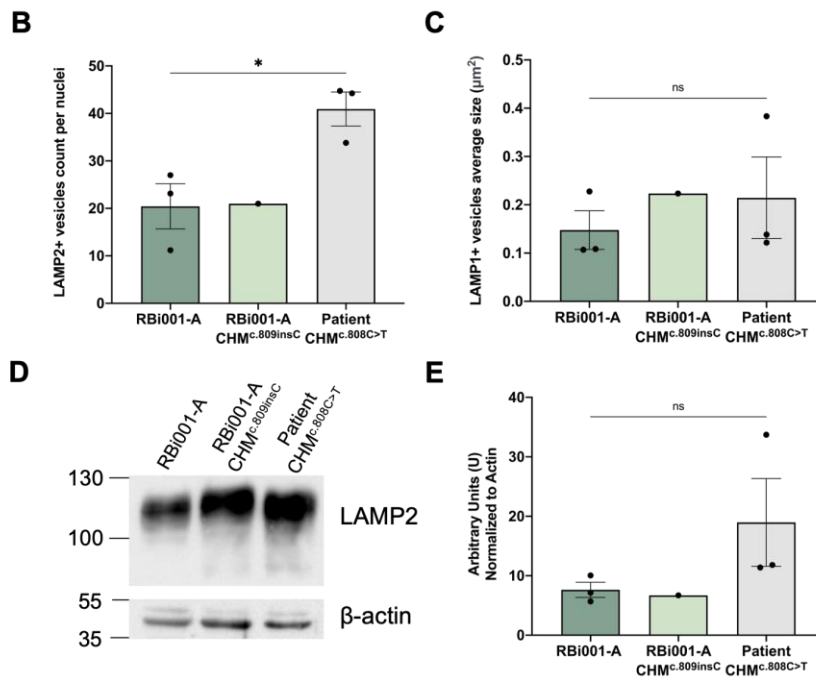 B
LAMP2+ vesicles count per nuclei
50
40
30
20
10
0
*
RBi001-A
RBi001-A
CHMc.809insC
Patient
CHMc.808C>T
C
LAMP1+ vesicles average size (μm²)
0.5
0.4
0.3
0.2
0.1
0.0
ns
RBi001-A
RBi001-A
CHMc.809insC
Patient
CHMc.808C>T
D
RBi001-A
RBi001-A
CHMc.809insC
Patient
CHMc.808C>T
130
100
LAMP2
55
35
β-actin
E
Arbitrary Units (U)
Normalized to Actin
40
30
20
10
0
ns
RBi001-A
RBi001-A
CHMc.809insC
Patient
CHMc.808C>T